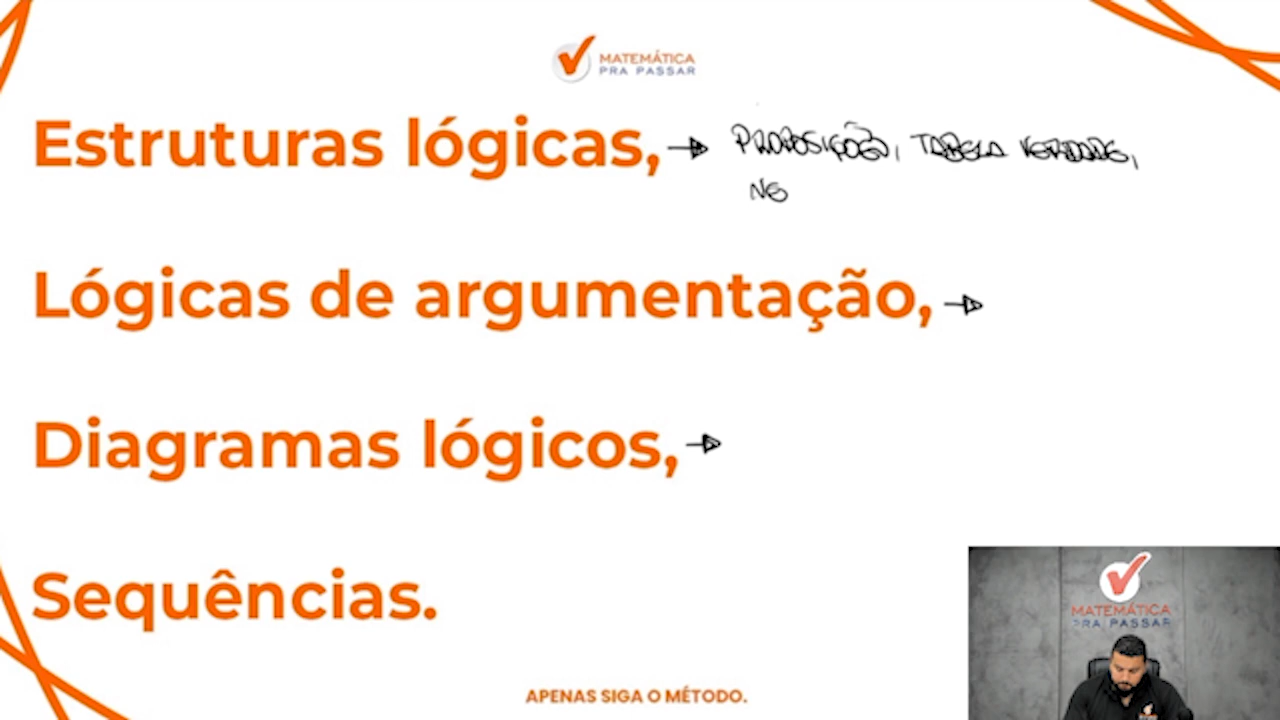 MATEMÁTICA
PRA PASSAR
Estruturas lógicas, → PROPOSIÇÕES, TABELA VERDADE,
NG
Lógicas de argumentação, →
Diagramas lógicos, →
Sequências.
MATEMÁTICA
PRA PASSAR
APENAS SIGA O MÉTODO.